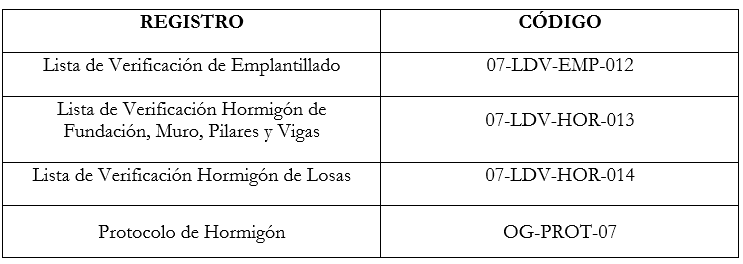 REGISTRO CÓDIGO
Lista de Verificación de Emplantillado 07-LDV-EMP-012
Lista de Verificación Hormigón de
Fundación, Muro, Pilares y Vigas 07-LDV-HOR-013
Lista de Verificación Hormigón de Losas 07-LDV-HOR-014
Protocolo de Hormigón OG-PROT-07